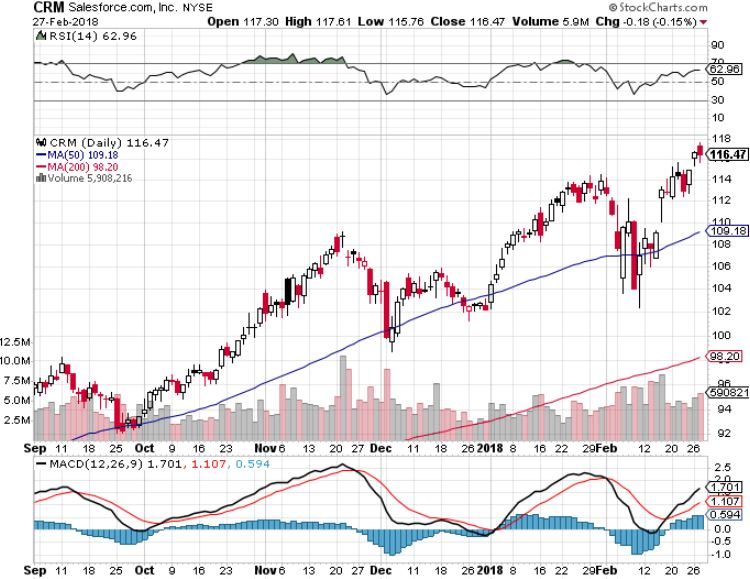 CRM Salesforce.com, Inc. NYSE © StockCharts.com
27-Feb-2018 Open 117.30 High 117.61 Low 115.76 Close 116.47 Volume 5.9M Chg -0.18 (-0.15%)
RSI(14) 62.96
90
70
62.96
50
30
10
CRM (Daily) 116.47
MA(50) 109.18
MA(200) 98.20
Volume 5,908,216
118
116.47
114
112
110
109.18
108
106
104
102
100
98.20
96
94
92
12.5M
10.0M
7.5M
5.0M
2.5M
590821
Sep 11 18 25 Oct 9 16 23 Nov 6 13 20 27 Dec 11 18 26 2018 8 16 22 29 Feb 12 20 26
MACD(12,26,9) 1.701, 1.107, 0.594
2.5
2.0
1.701
1.107
0.594
0.0
-0.5
-1.0
Sep 11 18 25 Oct 9 16 23 Nov 6 13 20 27 Dec 11 18 26 2018 8 16 22 29 Feb 12 20 26